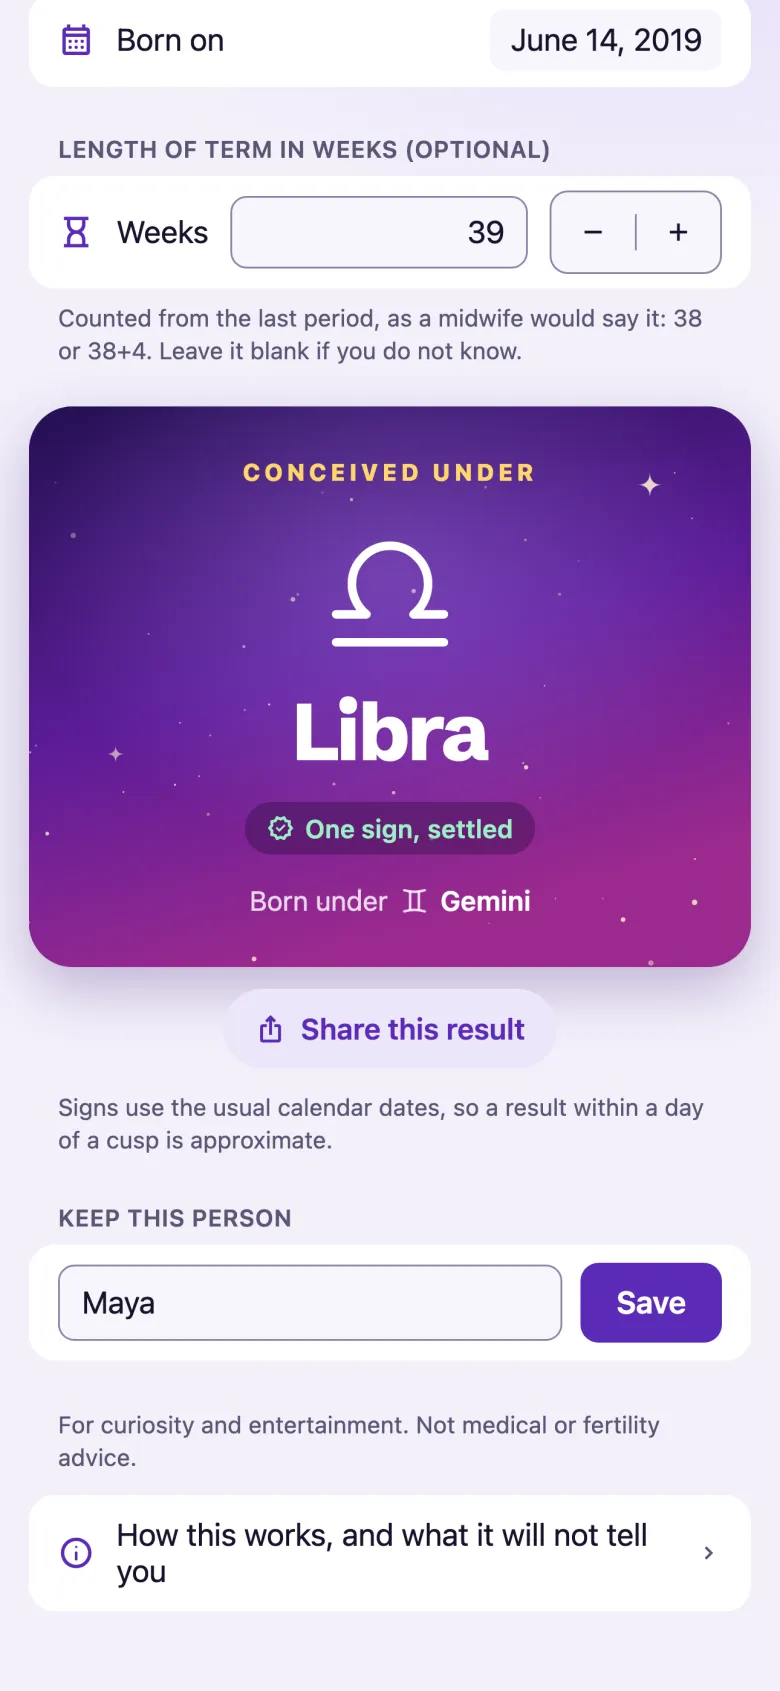 Born on
June 14, 2019
LENGTH OF TERM IN WEEKS (OPTIONAL)
Weeks
39
− | +
Counted from the last period, as a midwife would say it: 38
or 38+4. Leave it blank if you do not know.
CONCEIVED UNDER
Libra
One sign, settled
Born under ♊ Gemini
Share this result
Signs use the usual calendar dates, so a result within a day
of a cusp is approximate.
KEEP THIS PERSON
Maya
Save
For curiosity and entertainment. Not medical or fertility
advice.
How this works, and what it will not tell
you